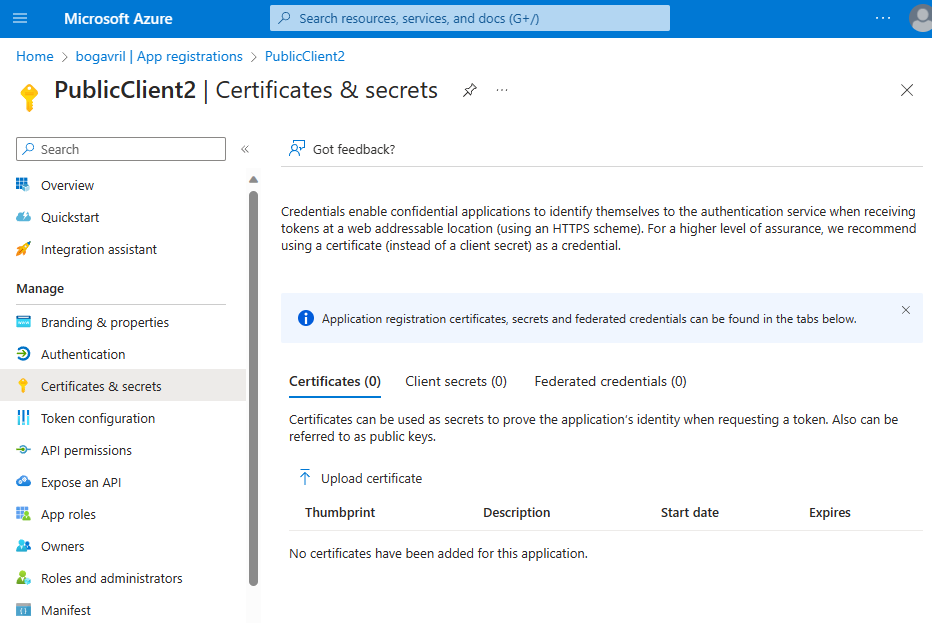 Microsoft Azure
Search resources, services, and docs (G+/)
...
Home > bogavril | App registrations > PublicClient2
PublicClient2 | Certificates & secrets
...
Search
«
Overview
Quickstart
Integration assistant
Manage
Branding & properties
Authentication
Certificates & secrets
Token configuration
API permissions
Expose an API
App roles
Owners
Roles and administrators
Manifest
Got feedback?
Credentials enable confidential applications to identify themselves to the authentication service when receiving
tokens at a web addressable location (using an HTTPS scheme). For a higher level of assurance, we recommend
using a certificate (instead of a client secret) as a credential.
Application registration certificates, secrets and federated credentials can be found in the tabs below.
Certificates (0) Client secrets (0) Federated credentials (0)
Certificates can be used as secrets to prove the application's identity when requesting a token. Also can be
referred to as public keys.
Upload certificate
Thumbprint Description Start date Expires
No certificates have been added for this application.